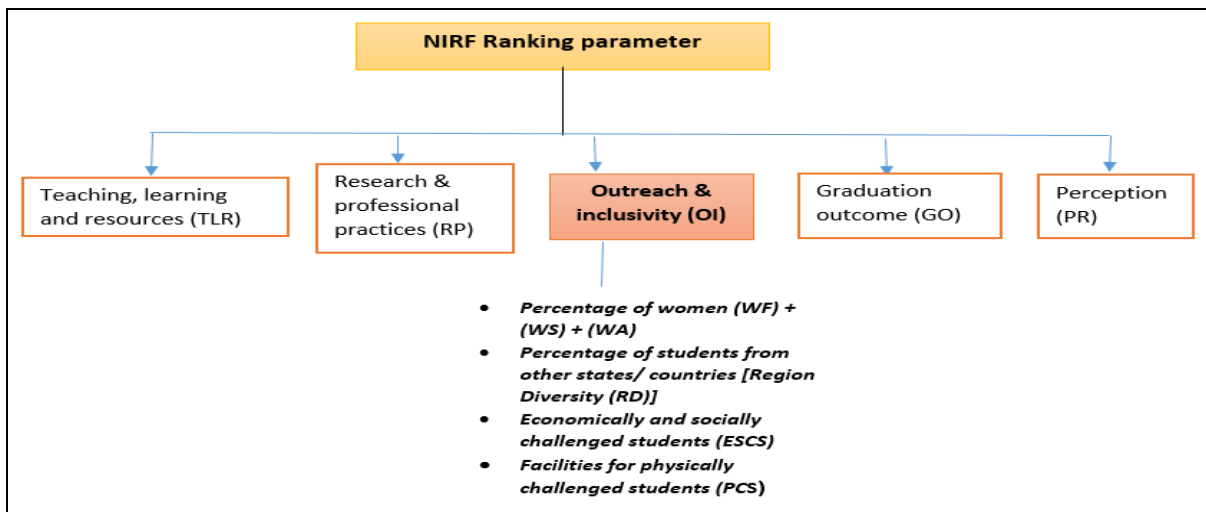 NIRF Ranking parameter
Teaching, learning
and resources (TLR)
Research &
professional
practices (RP)
Outreach &
inclusivity (OI)
Graduation
outcome (GO)
Perception
(PR)
• Percentage of women (WF) +
(WS) + (WA)
• Percentage of students from
other states/ countries [Region
Diversity (RD)]
• Economically and socially
challenged students (ESCS)
• Facilities for physically
challenged students (PCS)